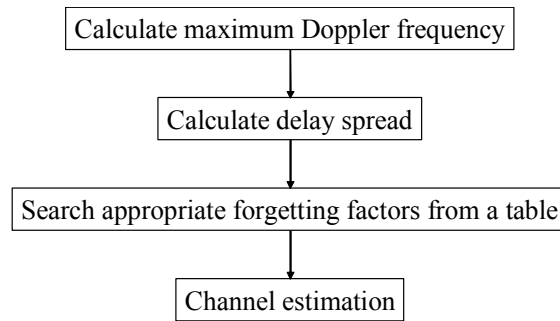 Calculate maximum Doppler frequency
Calculate delay spread
Search appropriate forgetting factors from a table
Channel estimation